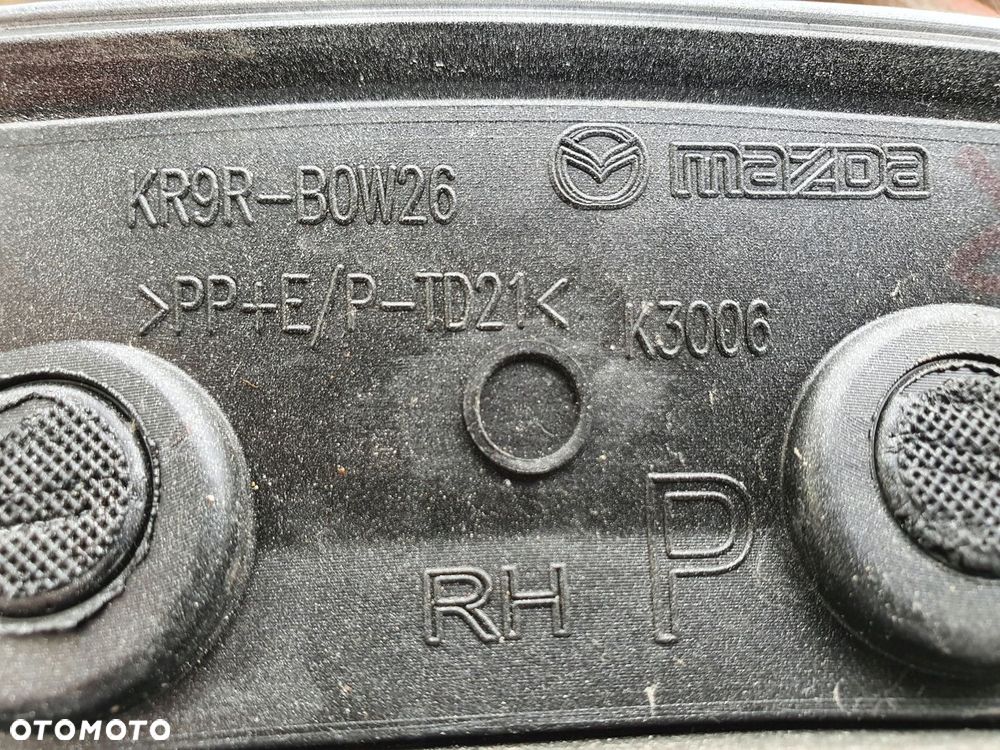 mazda
KR9R-B0W26
>PP+E/P-TD21<
K3006
P
RH
OTOMOTO